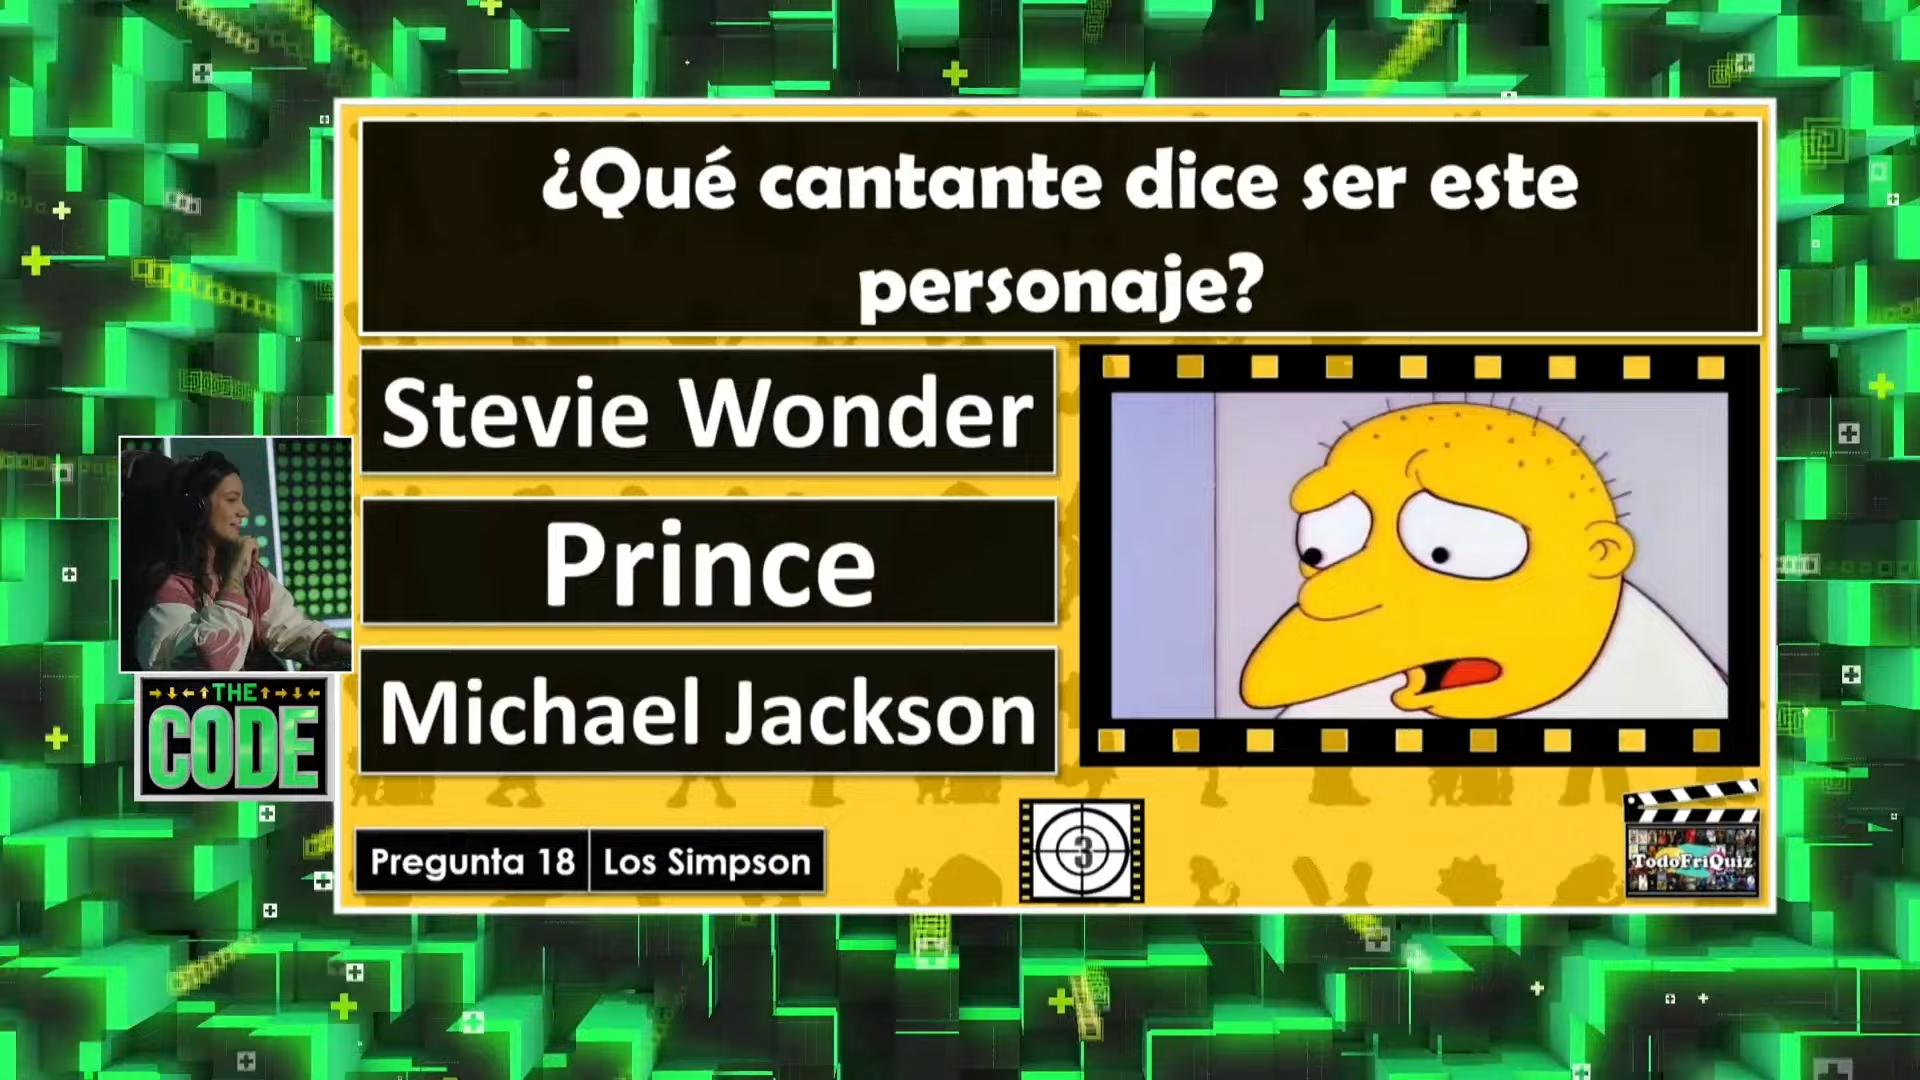 ¿Qué cantante dice ser este
personaje?
Stevie Wonder
Prince
Michael Jackson
THE
CODE
Pregunta 18
Los Simpson
3
TodoFriQuiz